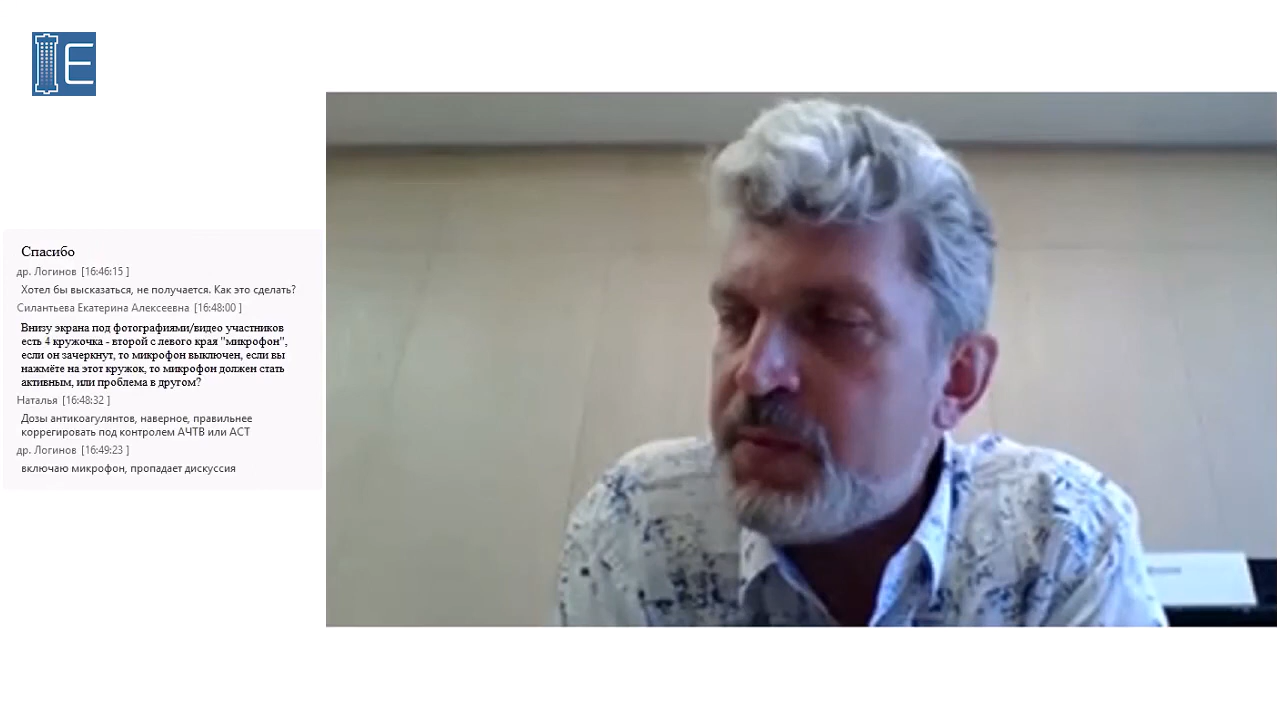 E
Спасибо
др. Логинов [16:46:15 ]
Хотел бы высказаться, не получается. Как это сделать?
Силантьева Екатерина Алексеевна [16:48:00 ]
Внизу экрана под фотографиями/видео участников
есть 4 кружочка - второй с левого края "микрофон",
если он зачеркнут, то микрофон выключен, если вы
нажмёте на этот кружок, то микрофон должен стать
активным, или проблема в другом?
Наталья [16:48:32 ]
Дозы антикоагулянтов, наверное, правильнее
коррегировать под контролем АЧТВ или АСТ
др. Логинов [16:49:23 ]
включаю микрофон, пропадает дискуссия